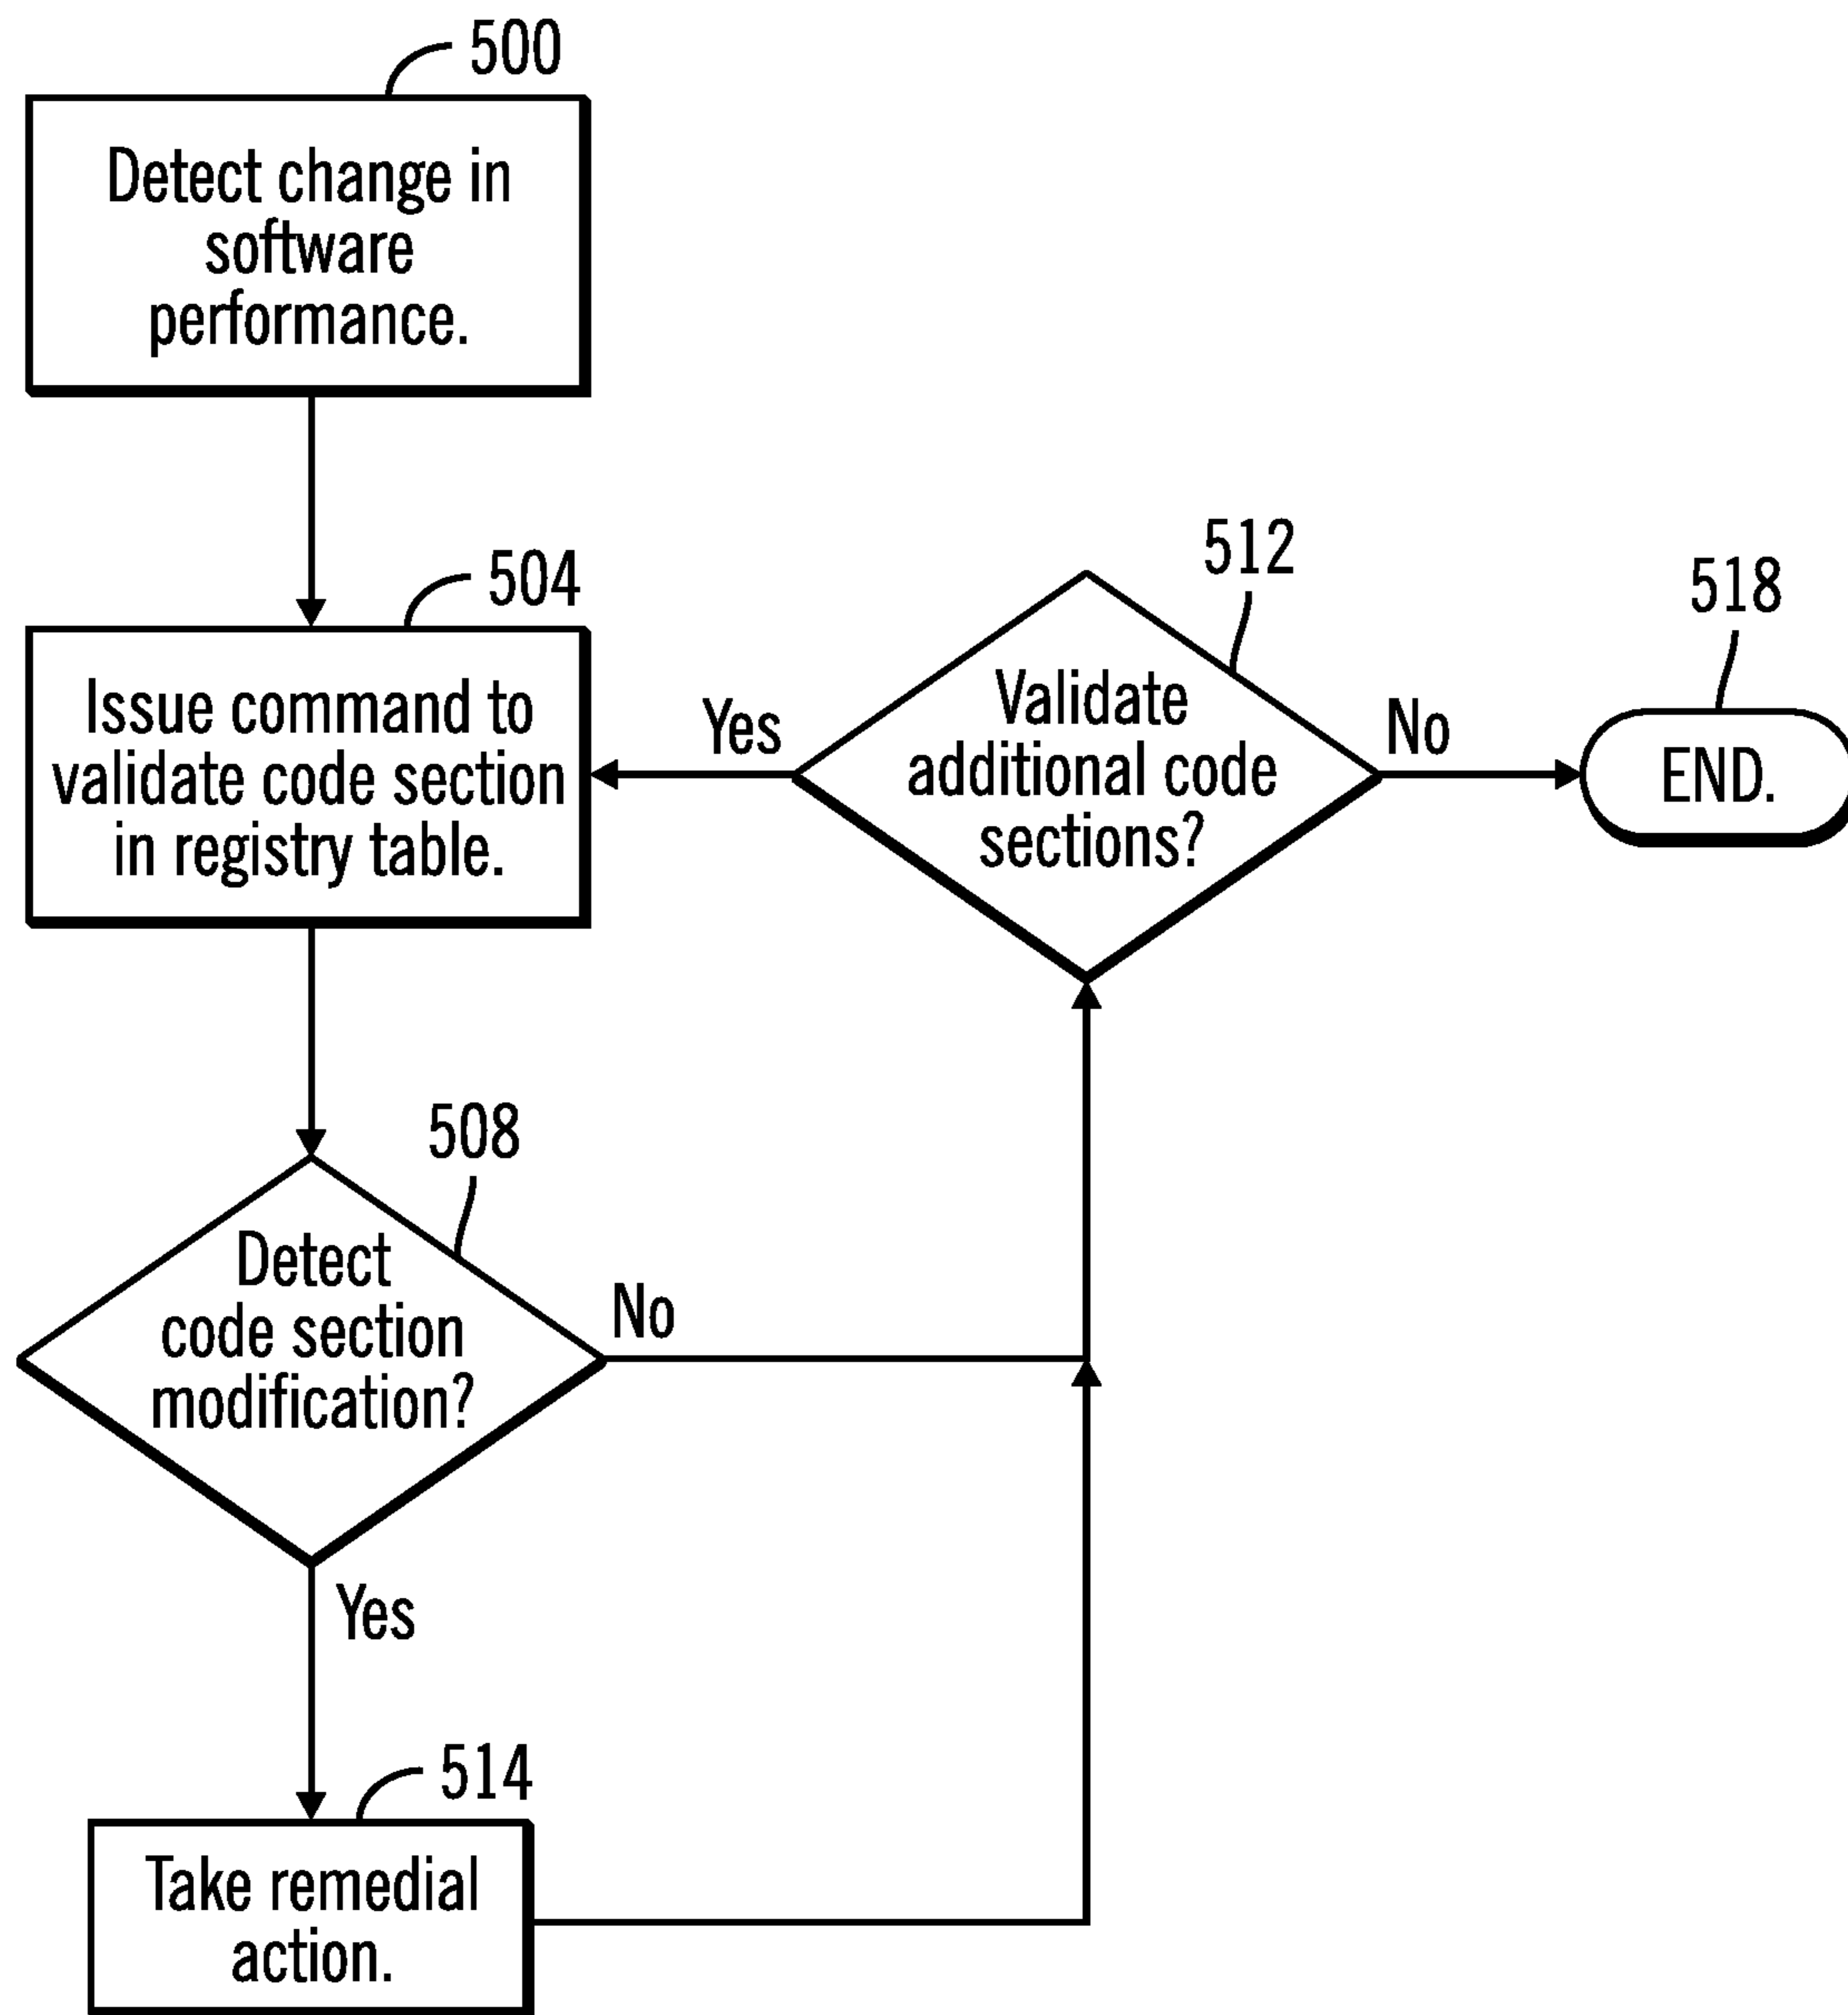 500
Detect change in
software
performance.
504
Issue command to
validate code section
in registry table.
512
Validate
additional code
sections?
Yes
No
518
END.
508
Detect
code section
modification?
No
Yes
514
Take remedial
action.